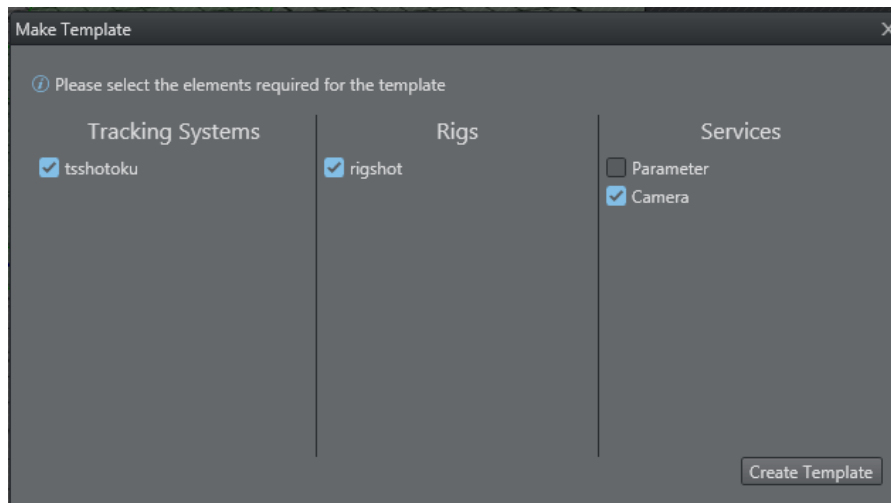 Make Template
Please select the elements required for the template
Tracking Systems
tsshotoku
Rigs
rigshot
Services
Parameter
Camera
Create Template